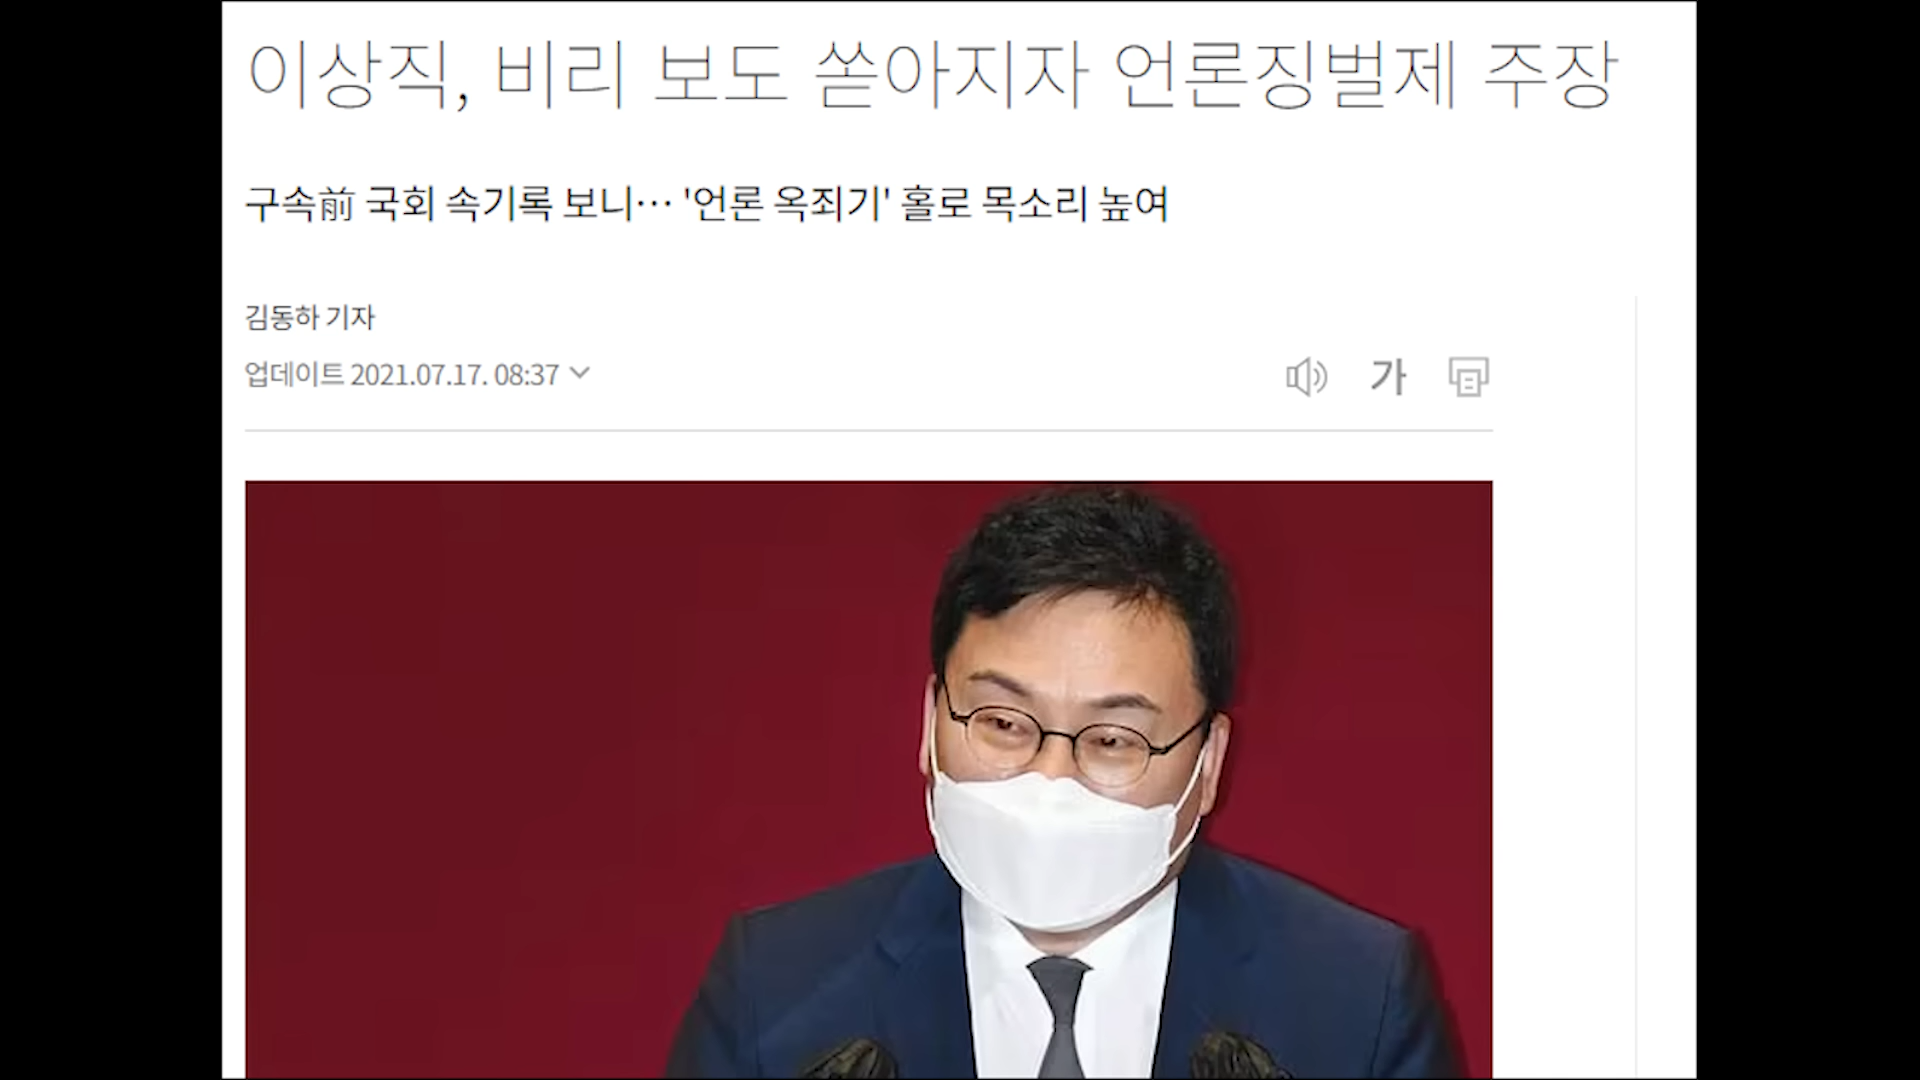 이상직, 비리 보도 쏟아지자 언론징벌제 주장
구속前 국회 속기록 보니… '언론 옥죄기' 홀로 목소리 높여
김동하 기자
업데이트 2021.07.17. 08:37
가